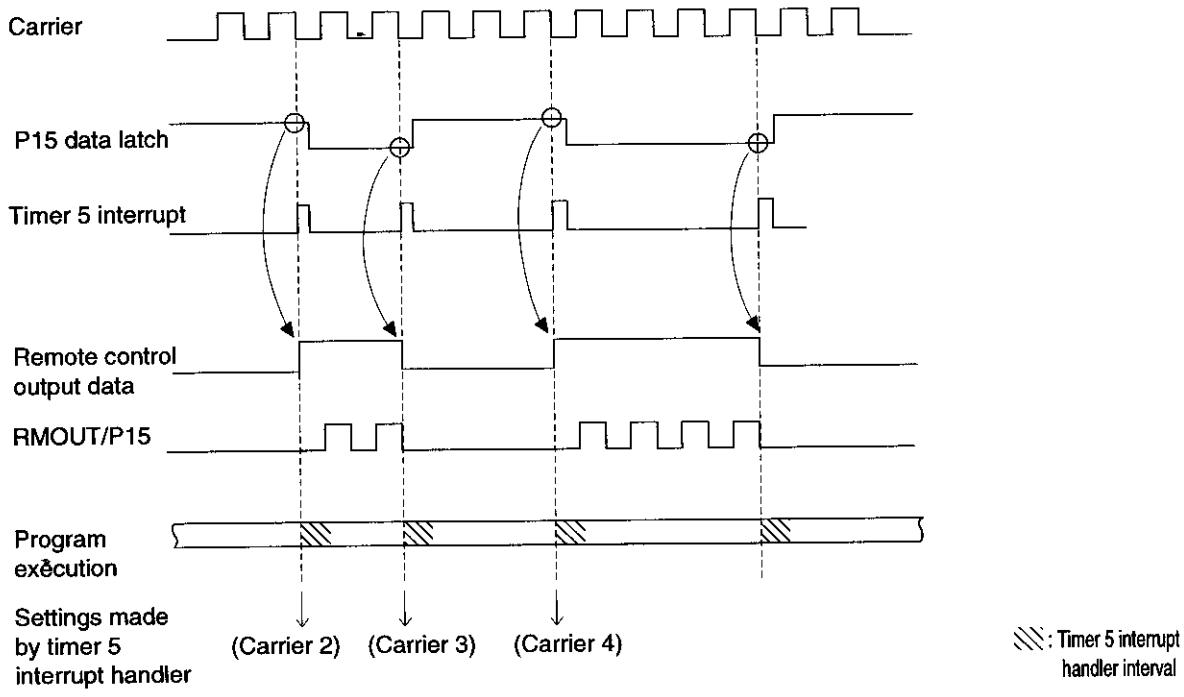 Carrier
P15 data latch
Timer 5 interrupt
Remote control
output data
RMOUT/P15
Program
execution
Settings made
by timer 5
interrupt handler
(Carrier 2) (Carrier 3) (Carrier 4)
: Timer 5 interrupt
handler interval